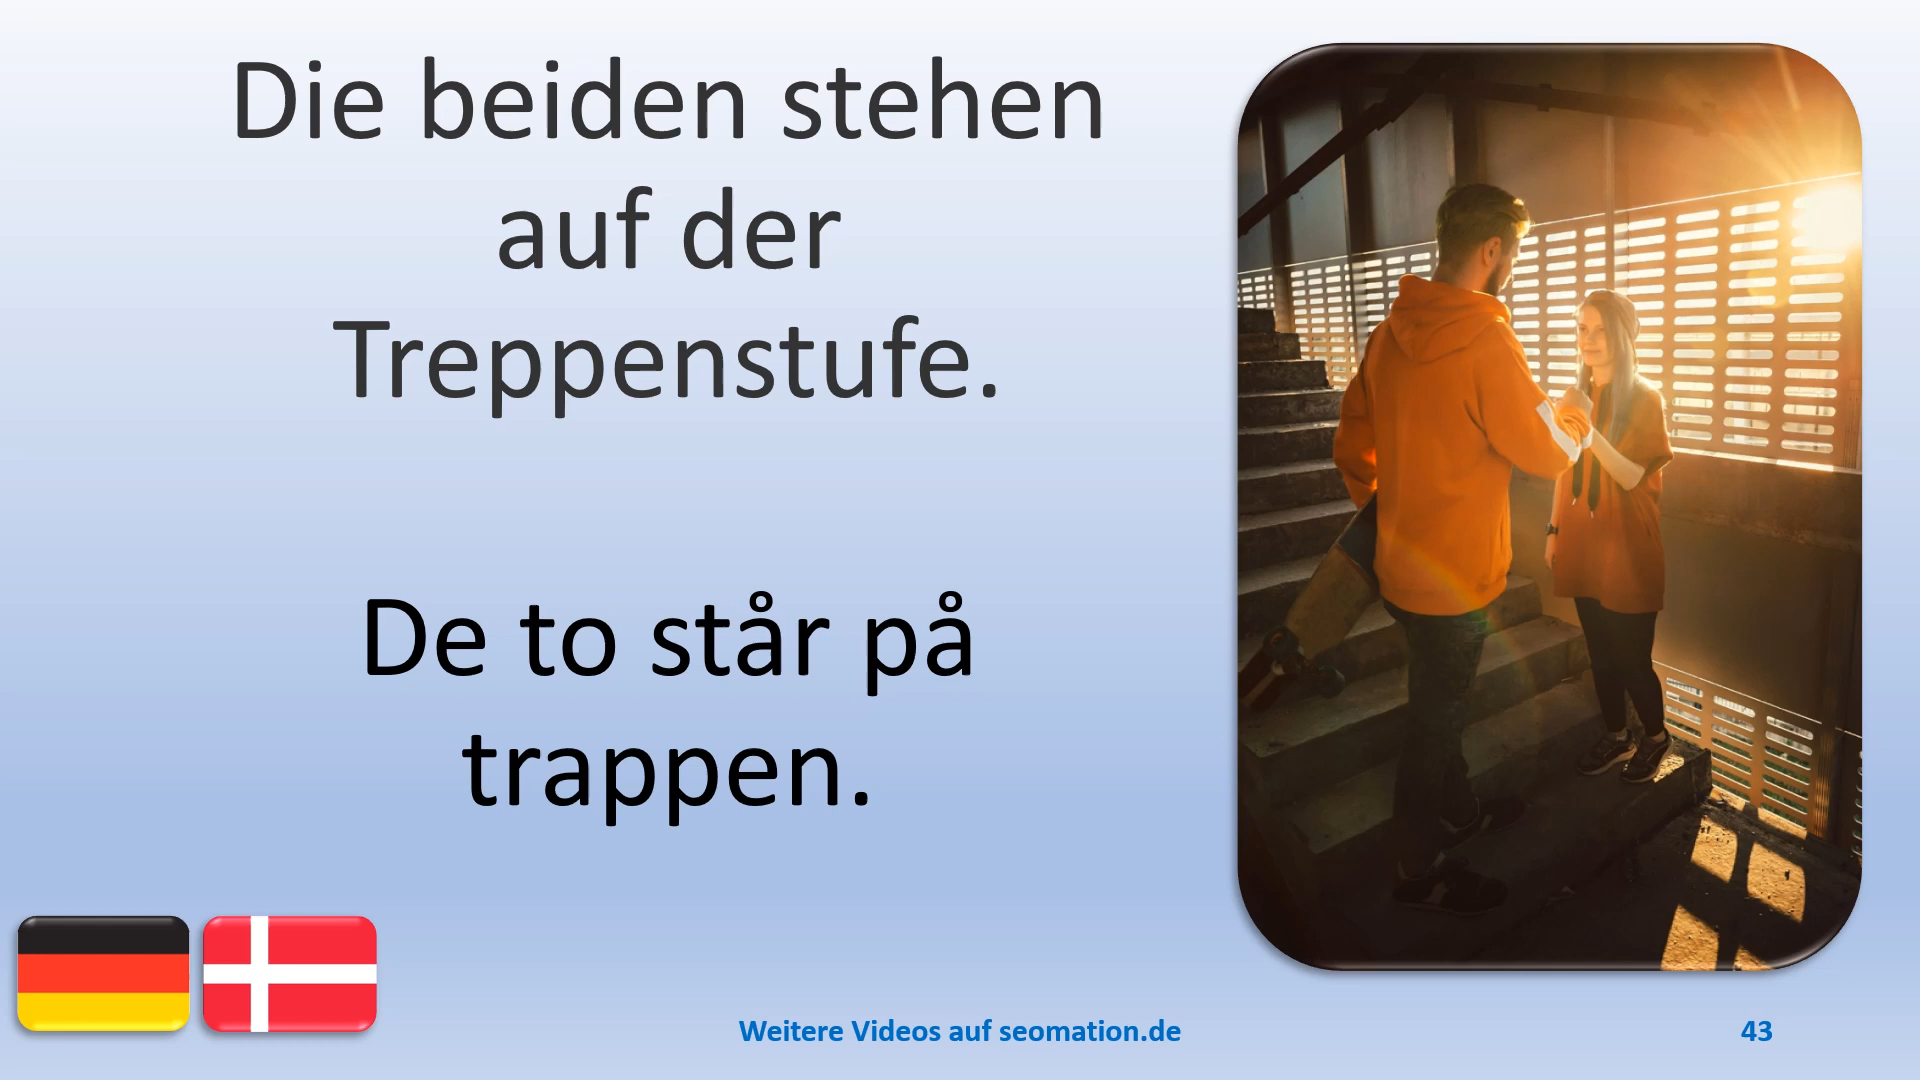 Die beiden stehen
auf der
Treppenstufe.
De to står på
trappen.
Weitere Videos auf seomation.de
43